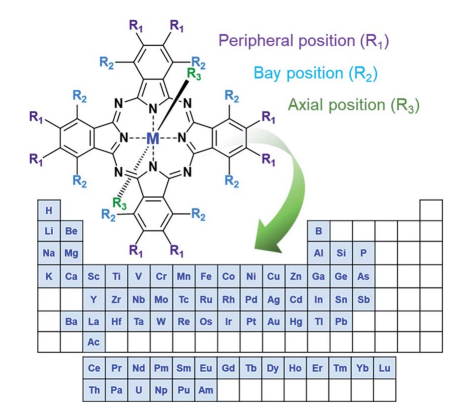 R1 R1
Peripheral position (R1)
R2 R2
R3
Bay position (R2)
R2 N N N R2
Axial position (R3)
R1 R1
N M N
R1 R1
R2 N N N R2
R3
R2 R2
R1 R1
H
Li Be B
Na Mg Al Si P
K Ca Sc Ti V Cr Mn Fe Co Ni Cu Zn Ga Ge As
Y Zr Nb Mo Tc Ru Rh Pd Ag Cd In Sn Sb
Ba La Hf Ta W Re Os Ir Pt Au Hg Tl Pb
Ac
Ce Pr Nd Pm Sm Eu Gd Tb Dy Ho Er Tm Yb Lu
Th Pa U Np Pu Am